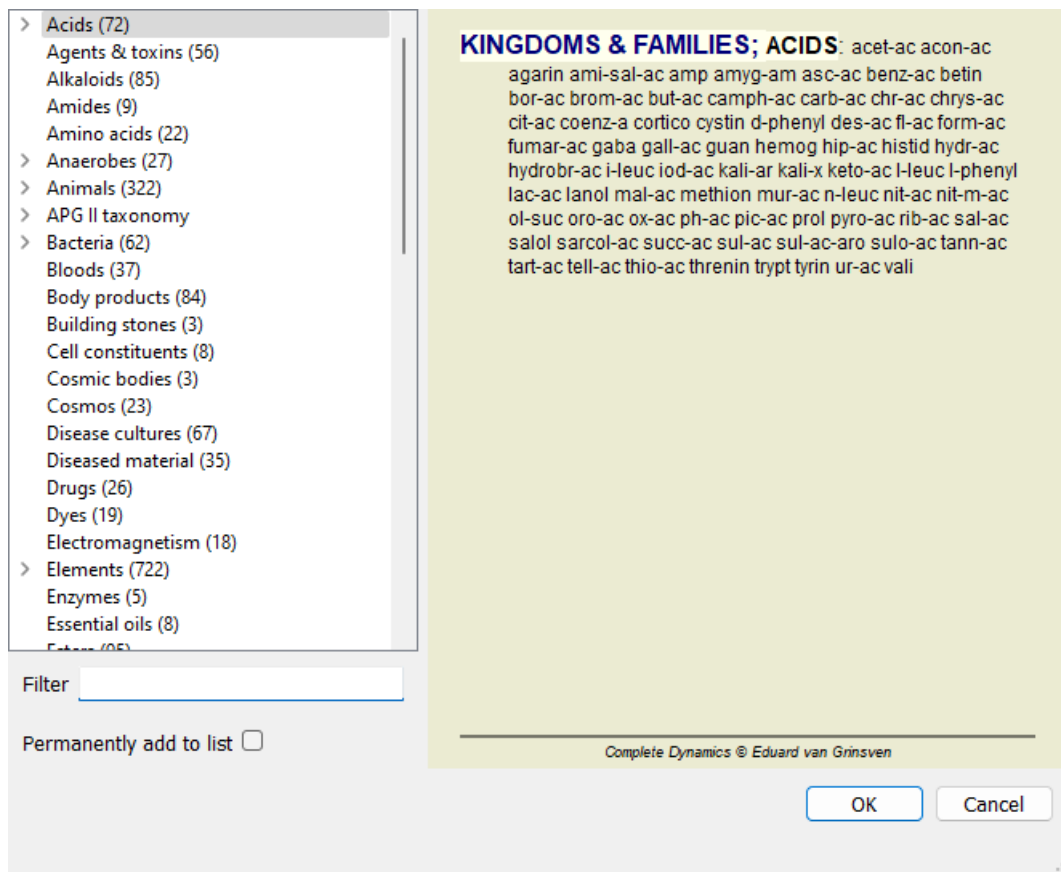 Acids (72)
Agents & toxins (56)
Alkaloids (85)
Amides (9)
Amino acids (22)
Anaerobes (27)
Animals (322)
APG II taxonomy
Bacteria (62)
Bloods (37)
Body products (84)
Building stones (3)
Cell constituents (8)
Cosmic bodies (3)
Cosmos (23)
Disease cultures (67)
Diseased material (35)
Drugs (26)
Dyes (19)
Electromagnetism (18)
Elements (722)
Enzymes (5)
Essential oils (8)
Filter
Permanently add to list
KINGDOMS & FAMILIES; ACIDS: acet-ac acon-ac
agarin ami-sal-ac amp amyg-am asc-ac benz-ac betin
bor-ac brom-ac but-ac camph-ac carb-ac chr-ac chrys-ac
cit-ac coenz-a cortico cystin d-phenyl des-ac fl-ac form-ac
fumar-ac gaba gall-ac guan hemog hip-ac histid hydr-ac
hydrobr-ac i-leuc iod-ac kali-ar kali-x keto-ac l-leuc l-phenyl
lac-ac lanol mal-ac methion mur-ac n-leuc nit-ac nit-m-ac
ol-suc oro-ac ox-ac ph-ac pic-ac prol pyro-ac rib-ac sal-ac
salol sarcol-ac succ-ac sul-ac sul-ac-aro sulo-ac tann-ac
tart-ac tell-ac thio-ac threnin trypt tyrin ur-ac vali
Complete Dynamics © Eduard van Grinsven
OK
Cancel